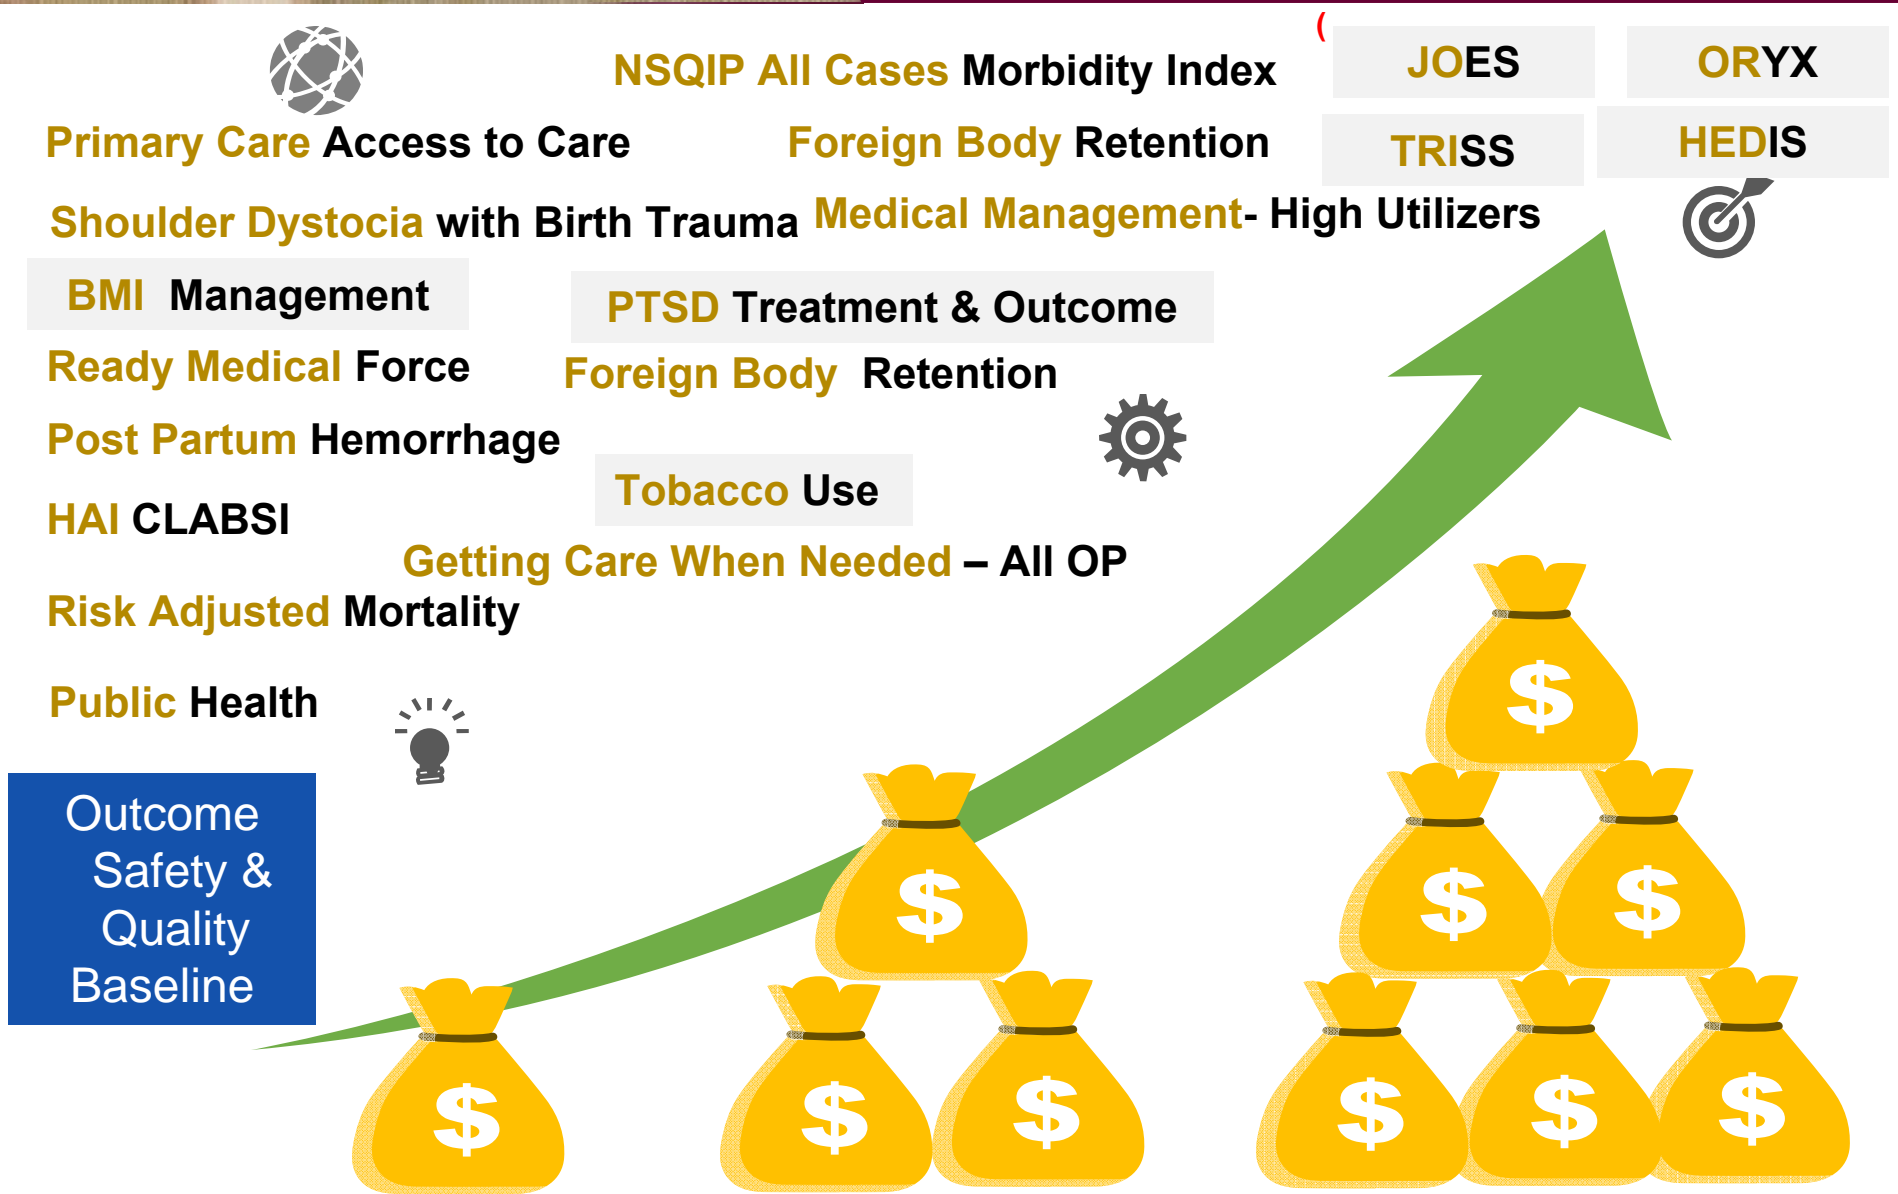 (
NSQIP All Cases Morbidity Index
JOES
ORYX
Primary Care Access to Care
Foreign Body Retention
TRISS
HEDIS
Shoulder Dystocia with Birth Trauma
Medical Management- High Utilizers
BMI Management
PTSD Treatment & Outcome
Ready Medical Force
Foreign Body Retention
Post Partum Hemorrhage
Tobacco Use
HAI CLABSI
Getting Care When Needed – All OP
Risk Adjusted Mortality
Public Health
Outcome
Safety &
Quality
Baseline
$
$
$
$
$
$
$
$
$
$